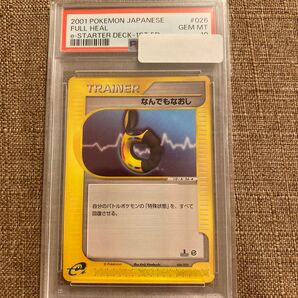 2001 POKEMON JAPANESE #026
FULL HEAL GEM MT
e-STARTER DECK-1ST ED 10
TRAINER
なんでもなおし
自分のバトルポケモンの「特殊状態」を、すべて
回復させる。